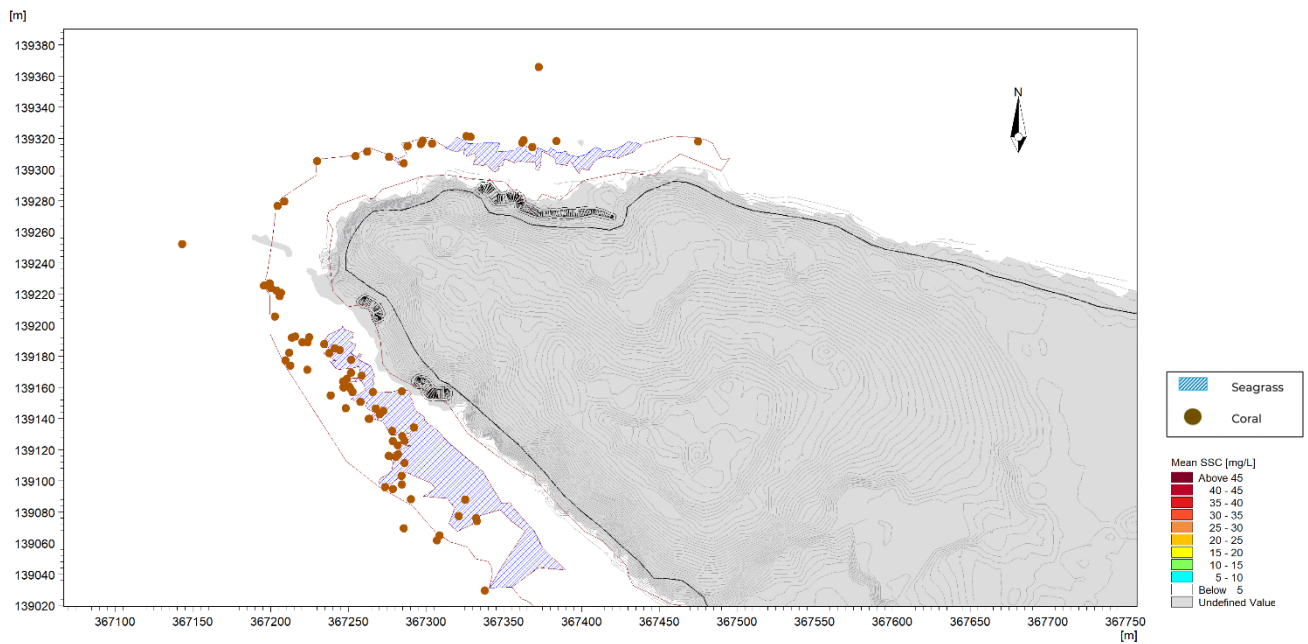 [m]
139380
139360
139340
139320
139300
139280
139260
139240
139220
139200
139180
139160
139140
139120
139100
139080
139060
139040
139020
367100 367150 367200 367250 367300 367350 367400 367450 367500 367550 367600 367650 367700 367750
[m]
N
Seagrass
Coral
Mean SSC [mg/L]
Above 45
40 - 45
35 - 40
30 - 35
25 - 30
20 - 25
15 - 20
10 - 15
5 - 10
Below 5
Undefined Value